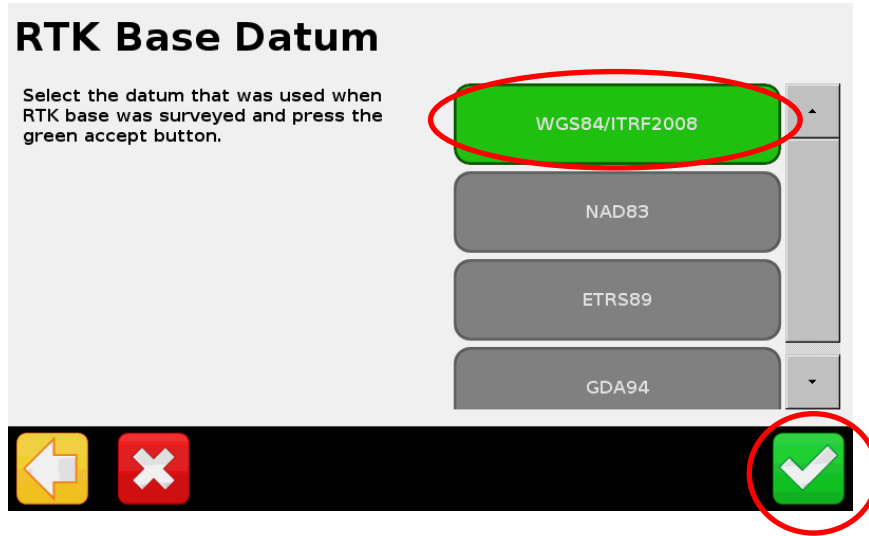 RTK Base Datum
Select the datum that was used when
RTK base was surveyed and press the
green accept button.
WGS84/ITRF2008
NAD83
ETRS89
GDA94